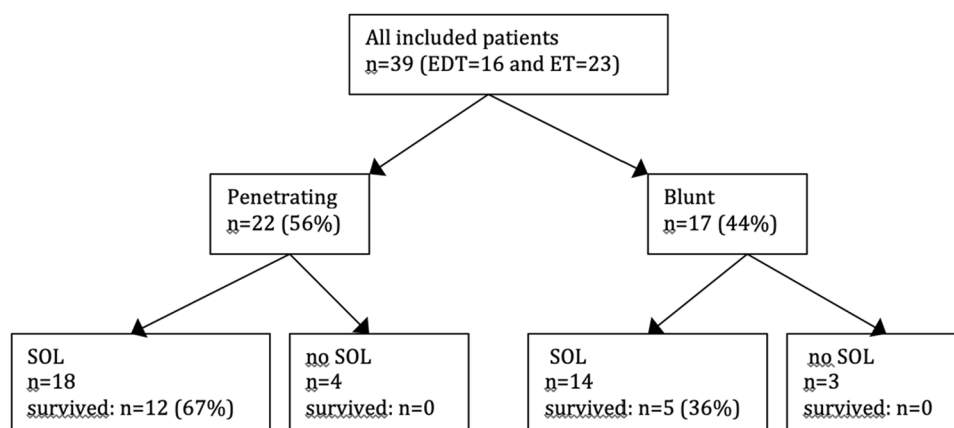 All included patients
n=39 (EDT=16 and ET=23)
Penetrating
n=22 (56%)
Blunt
n=17 (44%)
SOL
n=18
survived: n=12 (67%)
no SOL
n=4
survived: n=0
SOL
n=14
survived: n=5 (36%)
no SOL
n=3
survived: n=0